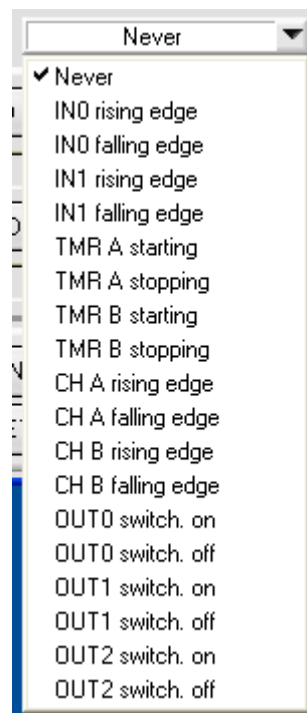 Never
Never
IN0 rising edge
IN0 falling edge
IN1 rising edge
IN1 falling edge
TMR A starting
TMR A stopping
TMR B starting
TMR B stopping
CH A rising edge
CH A falling edge
CH B rising edge
CH B falling edge
OUT0 switch. on
OUT0 switch. off
OUT1 switch. on
OUT1 switch. off
OUT2 switch. on
OUT2 switch. off